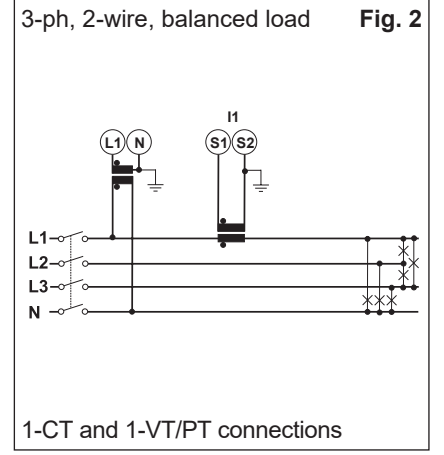 3-ph, 2-wire, balanced load Fig. 2
I1
L1 N S1 S2
L1
L2
L3
N
1-CT and 1-VT/PT connections